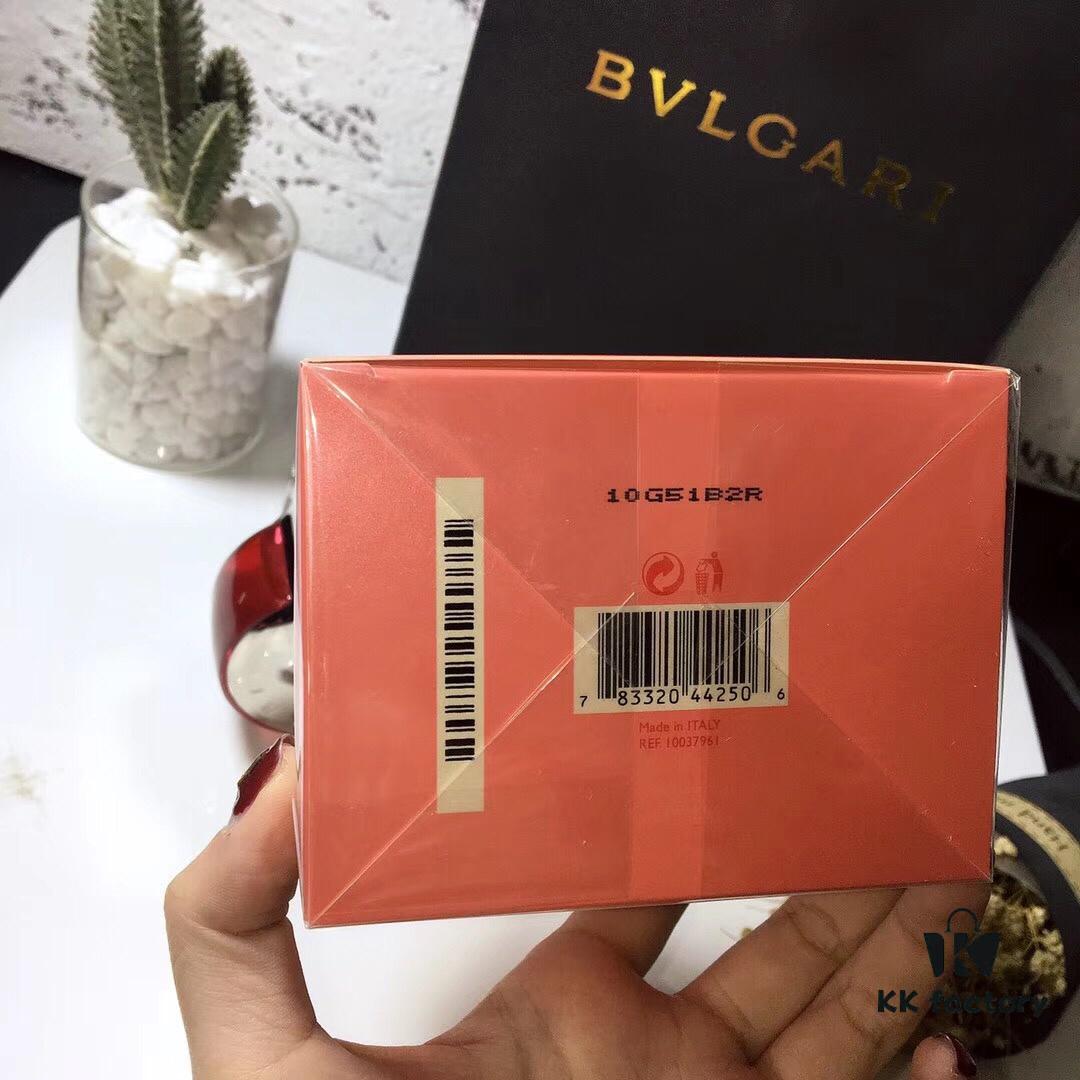 BVLGARI
10G51B2R
7 83320 44250 6
Made in ITALY
REF. 10037961
KK factory